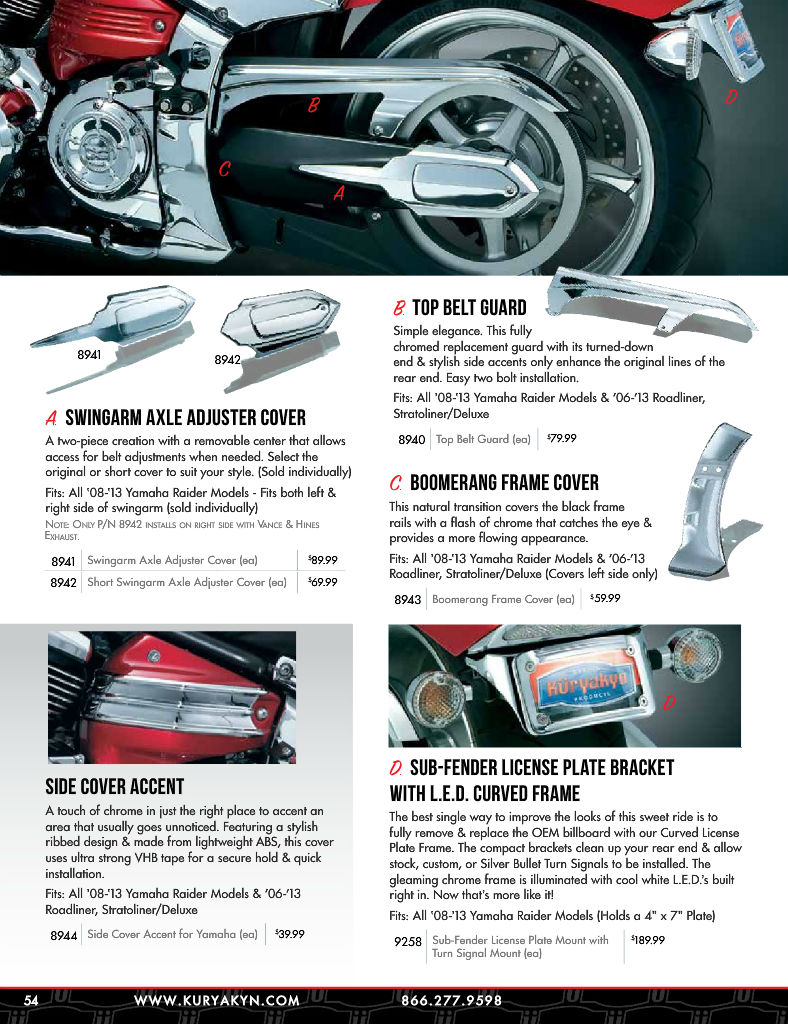 B
C
A
D
8941
8942
A. SWINGARM AXLE ADJUSTER COVER
A two-piece creation with a removable center that allows
access for belt adjustments when needed. Select the
original or short cover to suit your style. (Sold individually)
Fits: All '08-'13 Yamaha Raider Models - Fits both left &
right side of swingarm (sold individually)
NOTE: ONLY P/N 8942 INSTALLS ON RIGHT SIDE WITH VANCE & HINES
EXHAUST.
8941 Swingarm Axle Adjuster Cover (ea) $89.99
8942 Short Swingarm Axle Adjuster Cover (ea) $69.99
B. TOP BELT GUARD
Simple elegance. This fully
chromed replacement guard with its turned-down
end & stylish side accents only enhance the original lines of the
rear end. Easy two bolt installation.
Fits: All '08-'13 Yamaha Raider Models & '06-'13 Roadliner,
Stratoliner/Deluxe
8940 Top Belt Guard (ea) $79.99
C. BOOMERANG FRAME COVER
This natural transition covers the black frame
rails with a flash of chrome that catches the eye &
provides a more flowing appearance.
Fits: All '08-'13 Yamaha Raider Models & '06-'13
Roadliner, Stratoliner/Deluxe (Covers left side only)
8943 Boomerang Frame Cover (ea) $59.99
SIDE COVER ACCENT
A touch of chrome in just the right place to accent an
area that usually goes unnoticed. Featuring a stylish
ribbed design & made from lightweight ABS, this cover
uses ultra strong VHB tape for a secure hold & quick
installation.
Fits: All '08-'13 Yamaha Raider Models & '06-'13
Roadliner, Stratoliner/Deluxe
8944 Side Cover Accent for Yamaha (ea) $39.99
Küryakyn
PRODUCTS
D
D. SUB-FENDER LICENSE PLATE BRACKET
WITH L.E.D. CURVED FRAME
The best single way to improve the looks of this sweet ride is to
fully remove & replace the OEM billboard with our Curved License
Plate Frame. The compact brackets clean up your rear end & allow
stock, custom, or Silver Bullet Turn Signals to be installed. The
gleaming chrome frame is illuminated with cool white L.E.D.'s built
right in. Now that's more like it!
Fits: All '08-'13 Yamaha Raider Models (Holds a 4" x 7" Plate)
9258 Sub-Fender License Plate Mount with $189.99
Turn Signal Mount (ea)
54 WWW.KURYAKYN.COM 866.277.9598